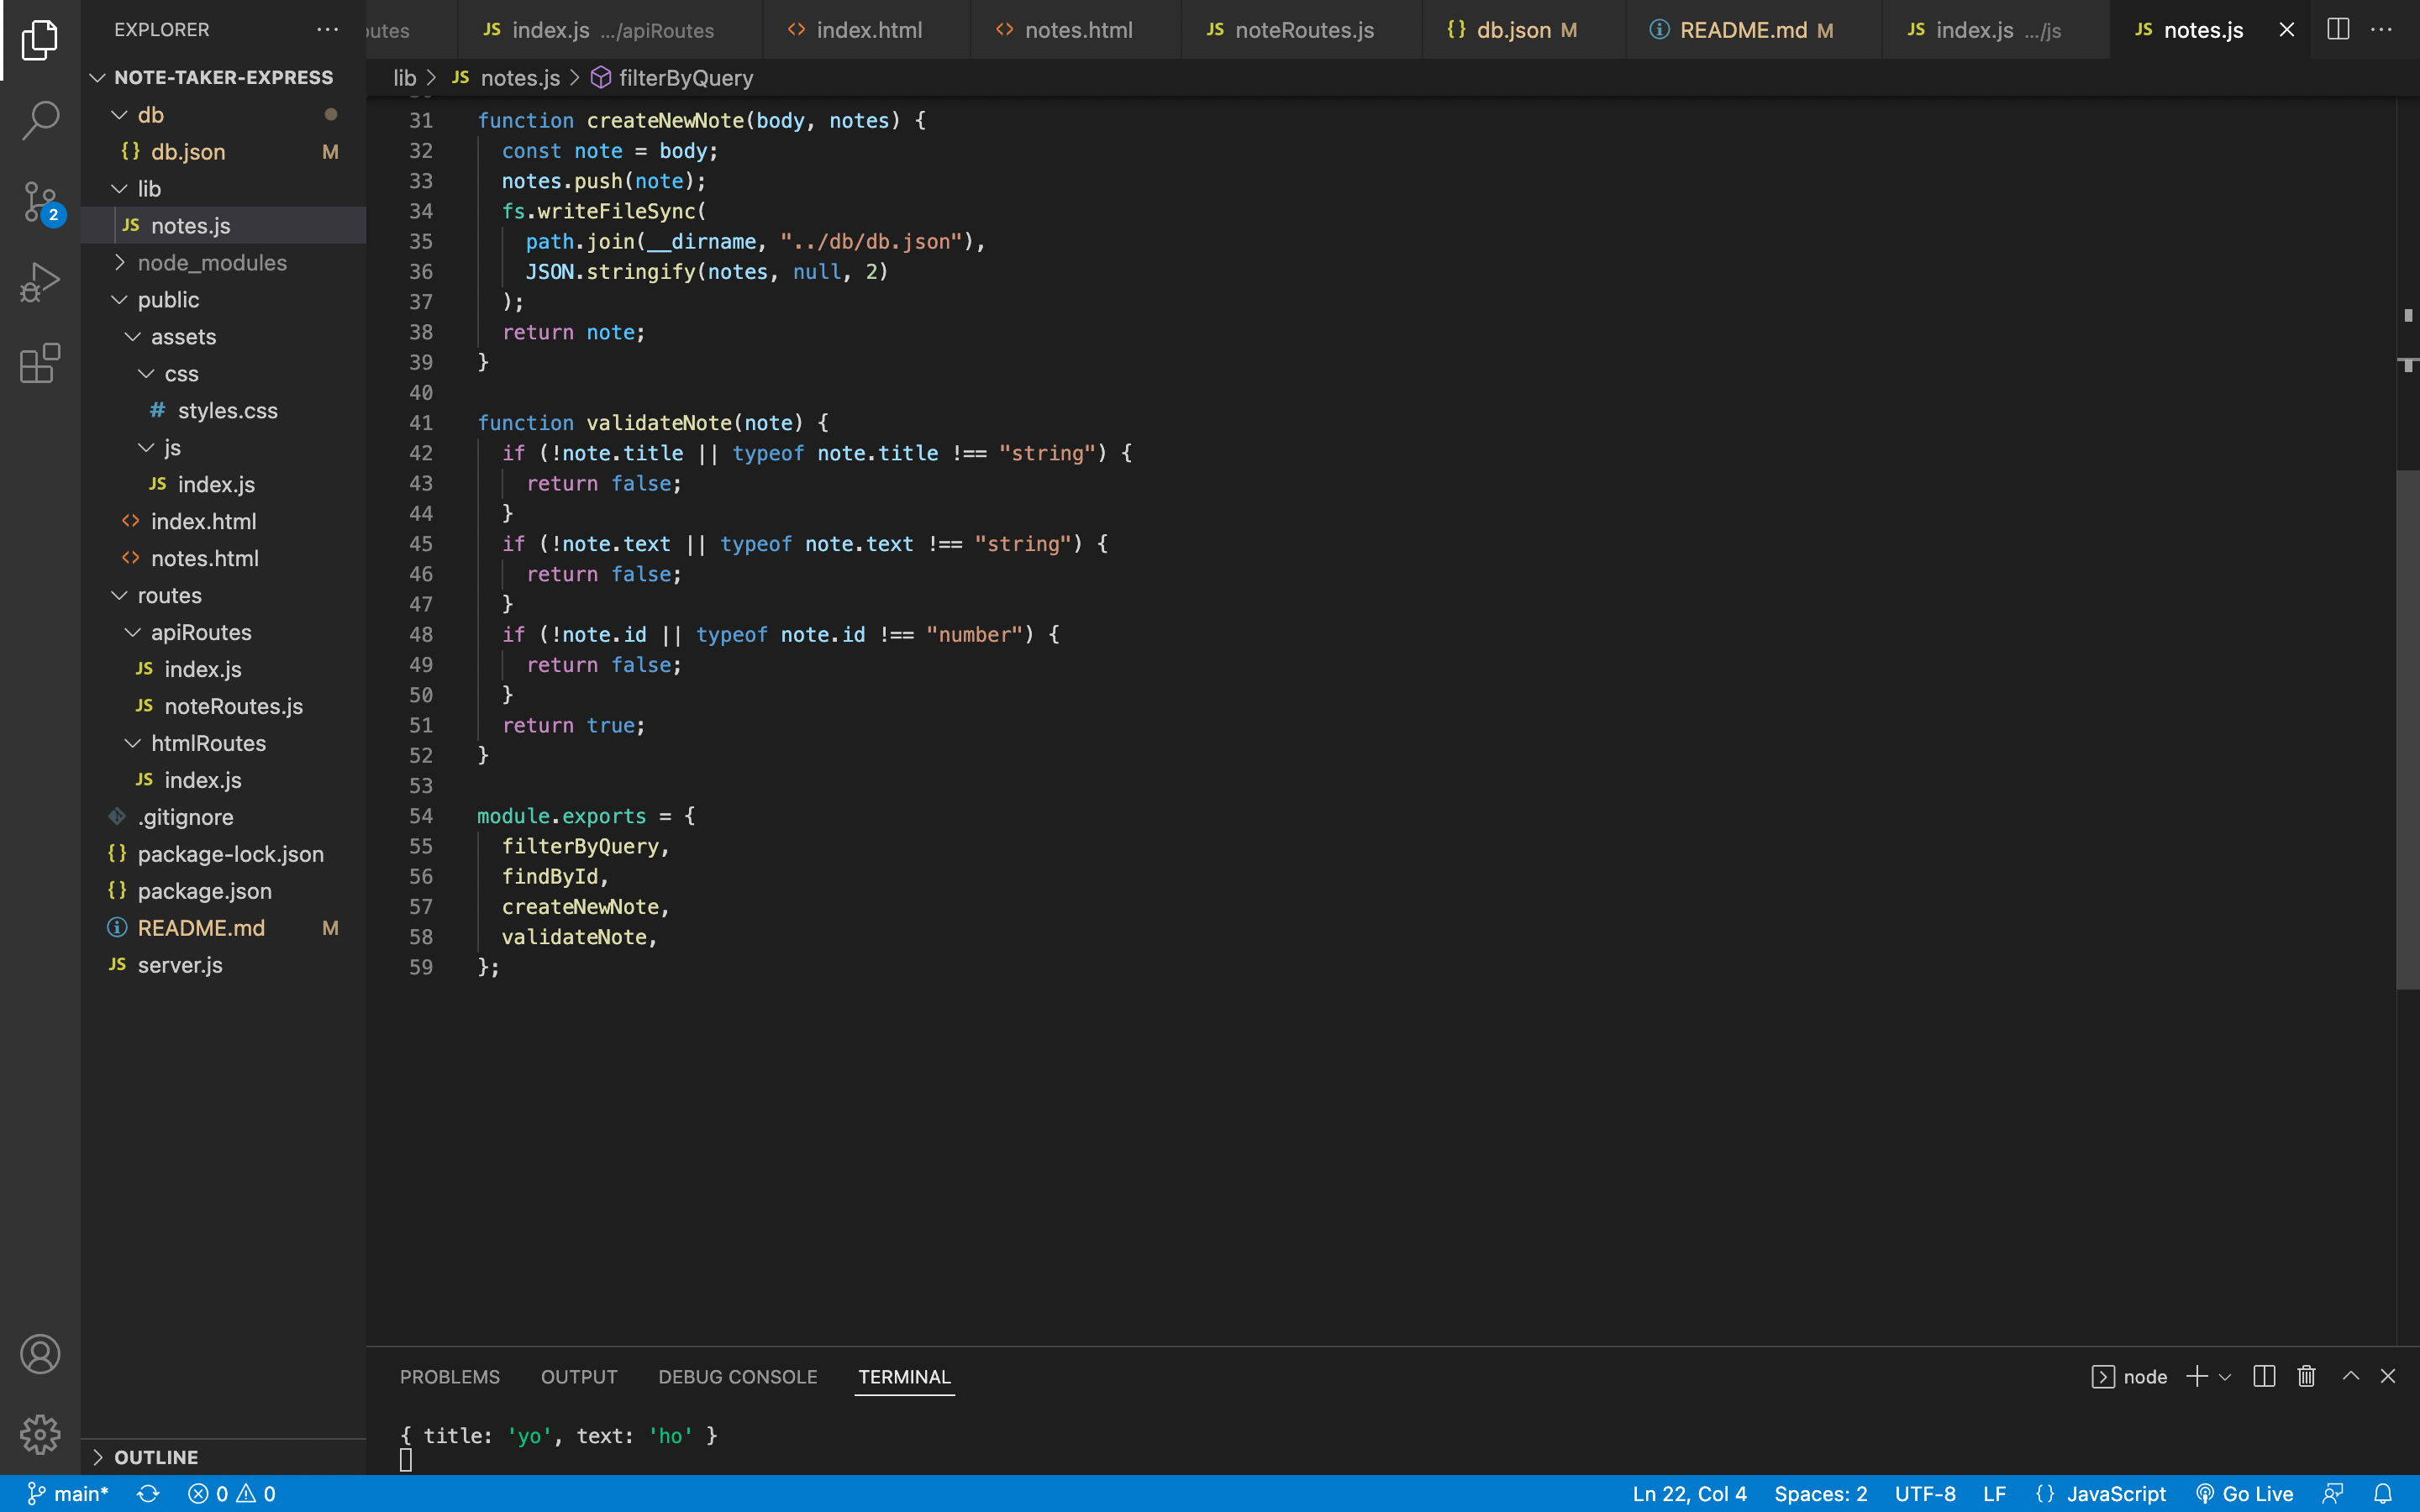 EXPLORER
NOTE-TAKER-EXPRESS
db
{} db.json M
lib
JS notes.js
node_modules
public
assets
css
# styles.css
js
JS index.js
<> index.html
<> notes.html
routes
apiRoutes
JS index.js
JS noteRoutes.js
htmlRoutes
JS index.js
.gitignore
{} package-lock.json
{} package.json
README.md M
JS server.js
OUTLINE
utes JS index.js .../apiRoutes <> index.html <> notes.html JS noteRoutes.js {} db.json M README.md M JS index.js .../js JS notes.js
lib > JS notes.js > filterByQuery
31 function createNewNote(body, notes) {
32 const note = body;
33 notes.push(note);
34 fs.writeFileSync(
35 path.join(__dirname, "../db/db.json"),
36 JSON.stringify(notes, null, 2)
37 );
38 return note;
39 }
40
41 function validateNote(note) {
42 if (!note.title || typeof note.title !== "string") {
43 return false;
44 }
45 if (!note.text || typeof note.text !== "string") {
46 return false;
47 }
48 if (!note.id || typeof note.id !== "number") {
49 return false;
50 }
51 return true;
52 }
53
54 module.exports = {
55 filterByQuery,
56 findById,
57 createNewNote,
58 validateNote,
59 };
PROBLEMS OUTPUT DEBUG CONSOLE TERMINAL node
{ title: 'yo', text: 'ho' }
2
main* 0 0 Ln 22, Col 4 Spaces: 2 UTF-8 LF {} JavaScript Go Live